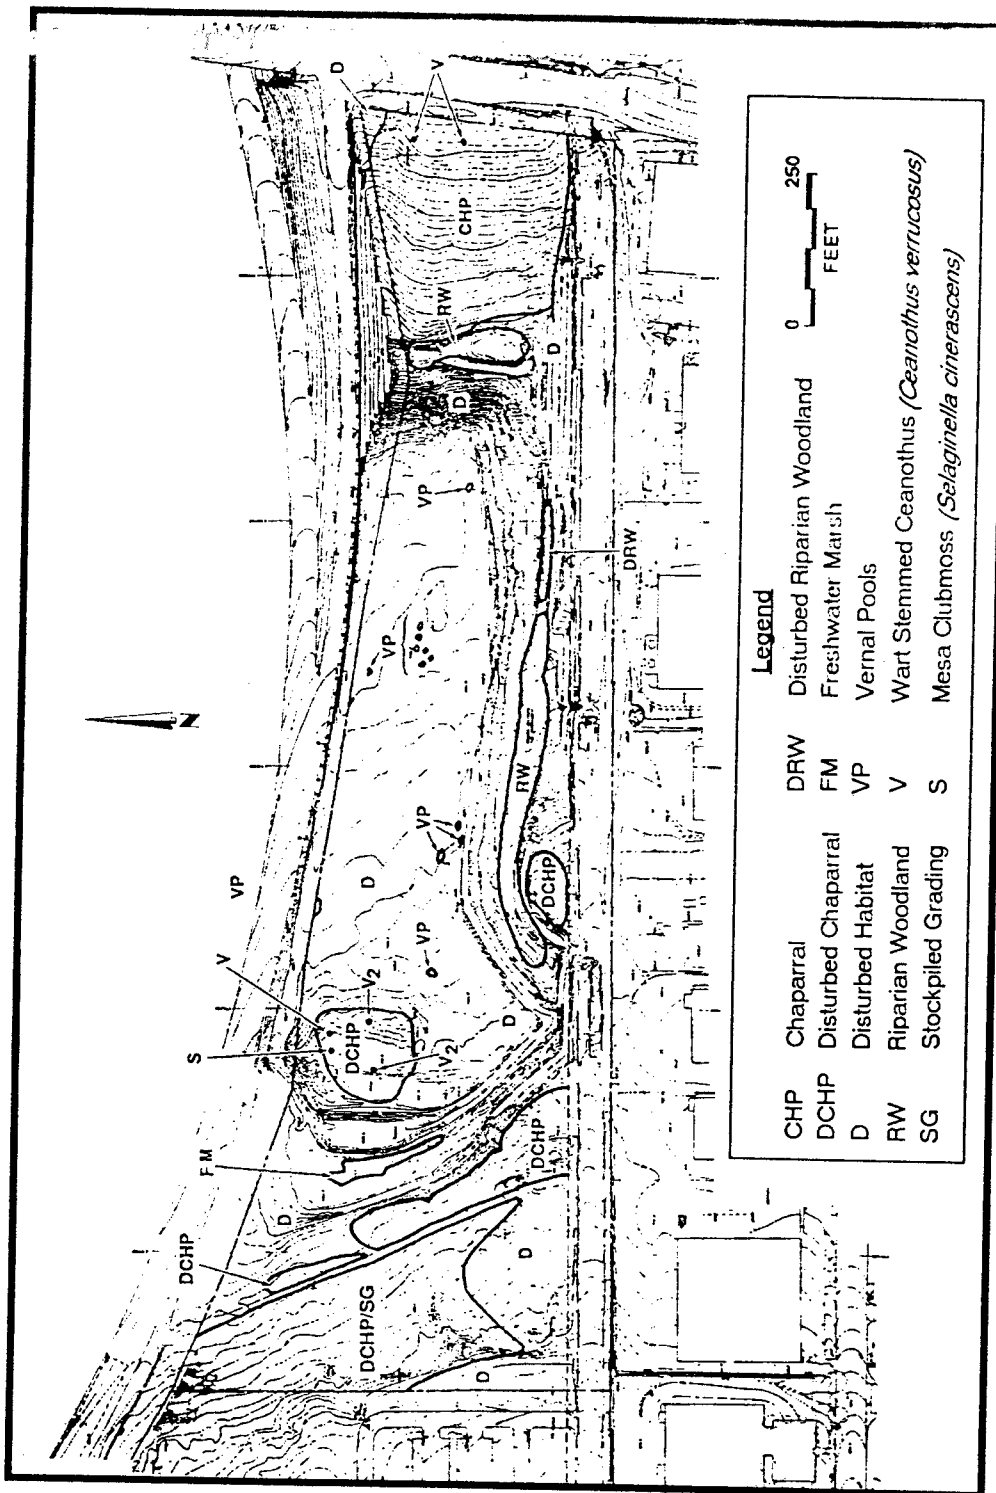 D
V
CHP
RW
D
D
VP
DRW
VP
RW
VP
VP
D
DCHP
VP
V
V2
S
DCHP
V2
D
FM
DCHP
D
DCHP
D
DCHP/SG
D
N
Legend
CHP Chaparral
DCHP Disturbed Chaparral
D Disturbed Habitat
RW Riparian Woodland
SG Stockpiled Grading
DRW Disturbed Riparian Woodland
FM Freshwater Marsh
VP Vernal Pools
V Wart Stemmed Ceanothus (Ceanothus verrucosus)
S Mesa Clubmoss (Selaginella cinerascens)
0 250
FEET